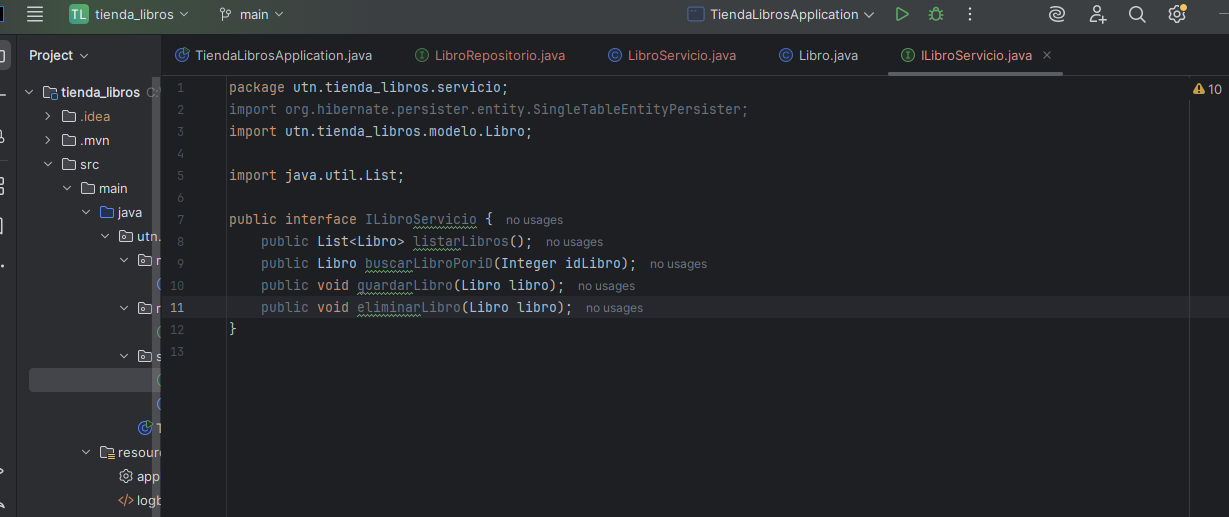 TL tienda_libros main TiendaLibrosApplication
Project
TiendaLibrosApplication.java LibroRepositorio.java LibroServicio.java Libro.java ILibroServicio.java
tienda_libros
.idea
.mvn
src
main
java
utn.
resour
app
logb
10
1 package utn.tienda_libros.servicio;
2 import org.hibernate.persister.entity.SingleTableEntityPersister;
3 import utn.tienda_libros.modelo.Libro;
4
5 import java.util.List;
6
7 public interface ILibroServicio { no usages
8 public List<Libro> listarLibros(); no usages
9 public Libro buscarLibroPoriD(Integer idLibro); no usages
10 public void guardarLibro(Libro libro); no usages
11 public void eliminarLibro(Libro libro); no usages
12 }
13